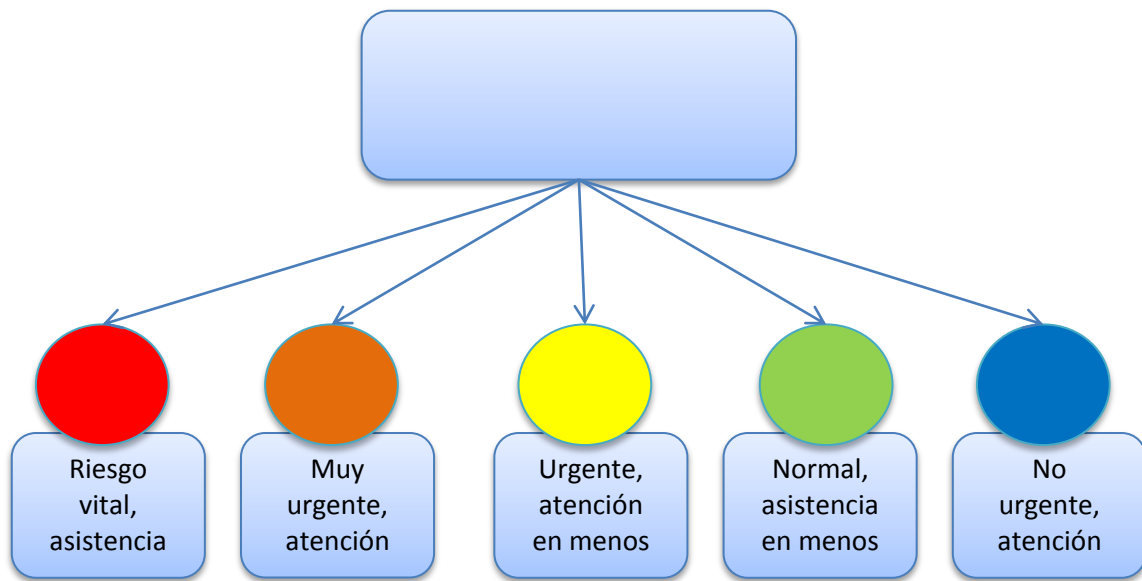 Riesgo
vital,
asistencia
Muy
urgente,
atención
Urgente,
atención
en menos
Normal,
asistencia
en menos
No
urgente,
atención